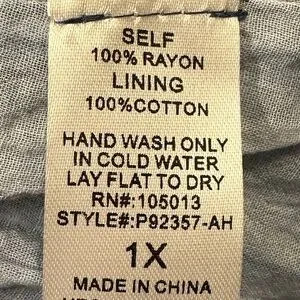 SELF
100% RAYON
LINING
100%COTTON
HAND WASH ONLY
IN COLD WATER
LAY FLAT TO DRY
RN#:105013
STYLE#:P92357-AH
1X
MADE IN CHINA